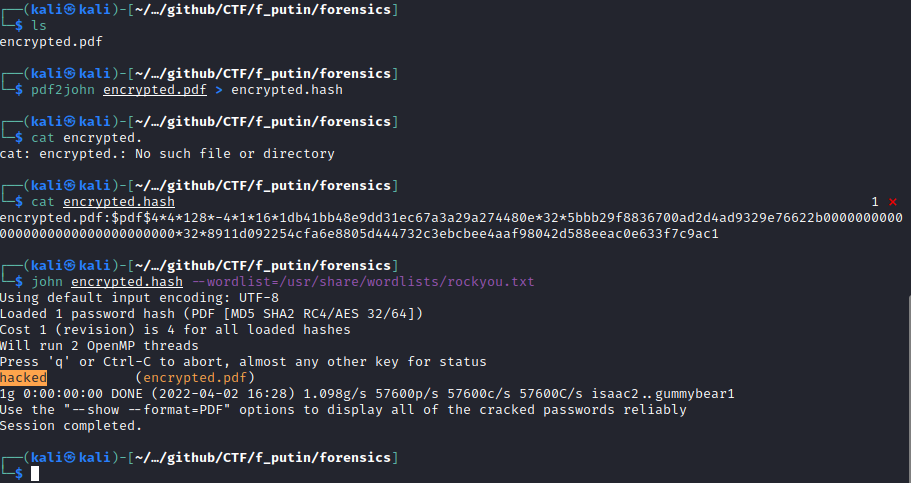 ┌──(kali㉿kali)-[~/…/github/CTF/f_putin/forensics]
└─$ ls
encrypted.pdf
┌──(kali㉿kali)-[~/…/github/CTF/f_putin/forensics]
└─$ pdf2john encrypted.pdf > encrypted.hash
┌──(kali㉿kali)-[~/…/github/CTF/f_putin/forensics]
└─$ cat encrypted.
cat: encrypted.: No such file or directory
┌──(kali㉿kali)-[~/…/github/CTF/f_putin/forensics]
└─$ cat encrypted.hash 1 ⨯
encrypted.pdf:$pdf$4*4*128*-4*1*16*1db41bb48e9dd31ec67a3a29a274480e*32*5bbb29f8836700ad2d4ad9329e76622b0000000000
0000000000000000000000*32*8911d092254cfa6e8805d444732c3ebcbee4aaf98042d588eeac0e633f7c9ac1
┌──(kali㉿kali)-[~/…/github/CTF/f_putin/forensics]
└─$ john encrypted.hash --wordlist=/usr/share/wordlists/rockyou.txt
Using default input encoding: UTF-8
Loaded 1 password hash (PDF [MD5 SHA2 RC4/AES 32/64])
Cost 1 (revision) is 4 for all loaded hashes
Will run 2 OpenMP threads
Press 'q' or Ctrl-C to abort, almost any other key for status
hacked (encrypted.pdf)
1g 0:00:00:00 DONE (2022-04-02 16:28) 1.098g/s 57600p/s 57600c/s 57600C/s isaac2..gummybear1
Use the "--show --format=PDF" options to display all of the cracked passwords reliably
Session completed.
┌──(kali㉿kali)-[~/…/github/CTF/f_putin/forensics]
└─$